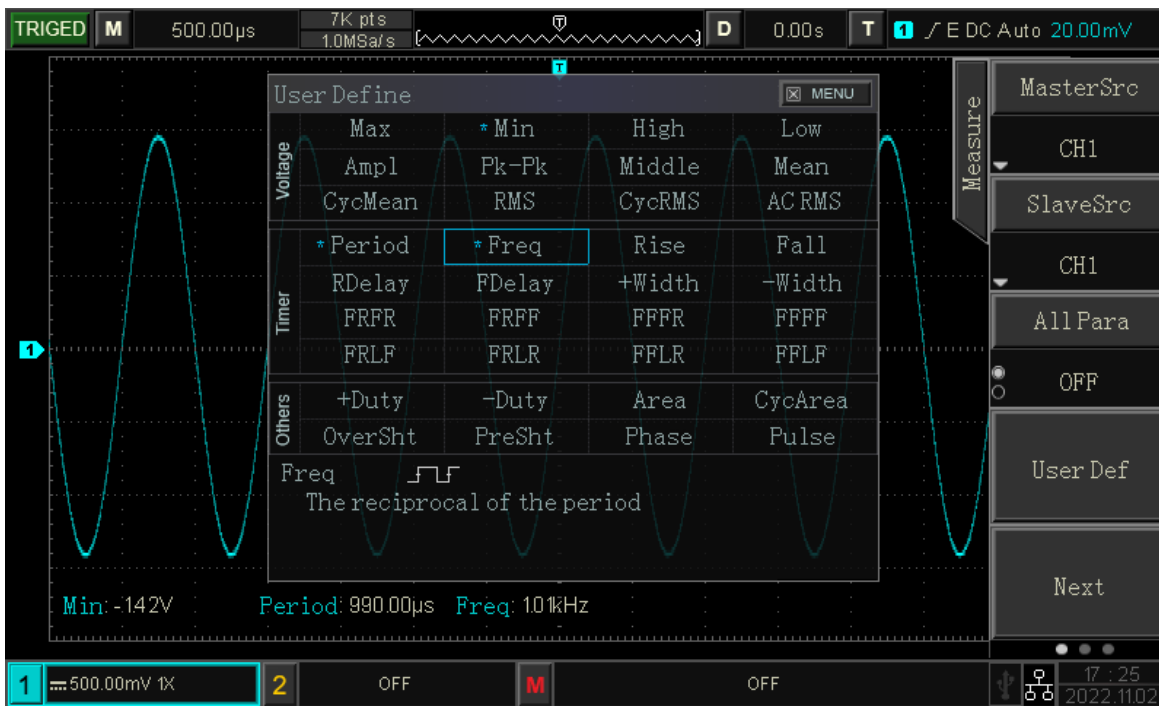 TRIGED M 500.00µs 7K pts D 0.00s T 1 E DC Auto 20.00mV
1.0MSa/s
T
T
User Define MENU
Voltage
Max *Min High Low
Ampl Pk-Pk Middle Mean
CycMean RMS CycRMS AC RMS
Timer
*Period *Freq Rise Fall
RDelay FDelay +Width -Width
FRFR FRFF FFFR FFFF
FRLF FRLR FFLR FFLF
Others
+Duty -Duty Area CycArea
OverSht PreSht Phase Pulse
Freq
The reciprocal of the period
1
Min: -1.42V Period: 990.00µs Freq: 1.01kHz
Measure
MasterSrc
CH1
SlaveSrc
CH1
All Para
OFF
User Def
Next
1 500.00mV 1X 2 OFF M OFF 17 : 25
2022.11.02